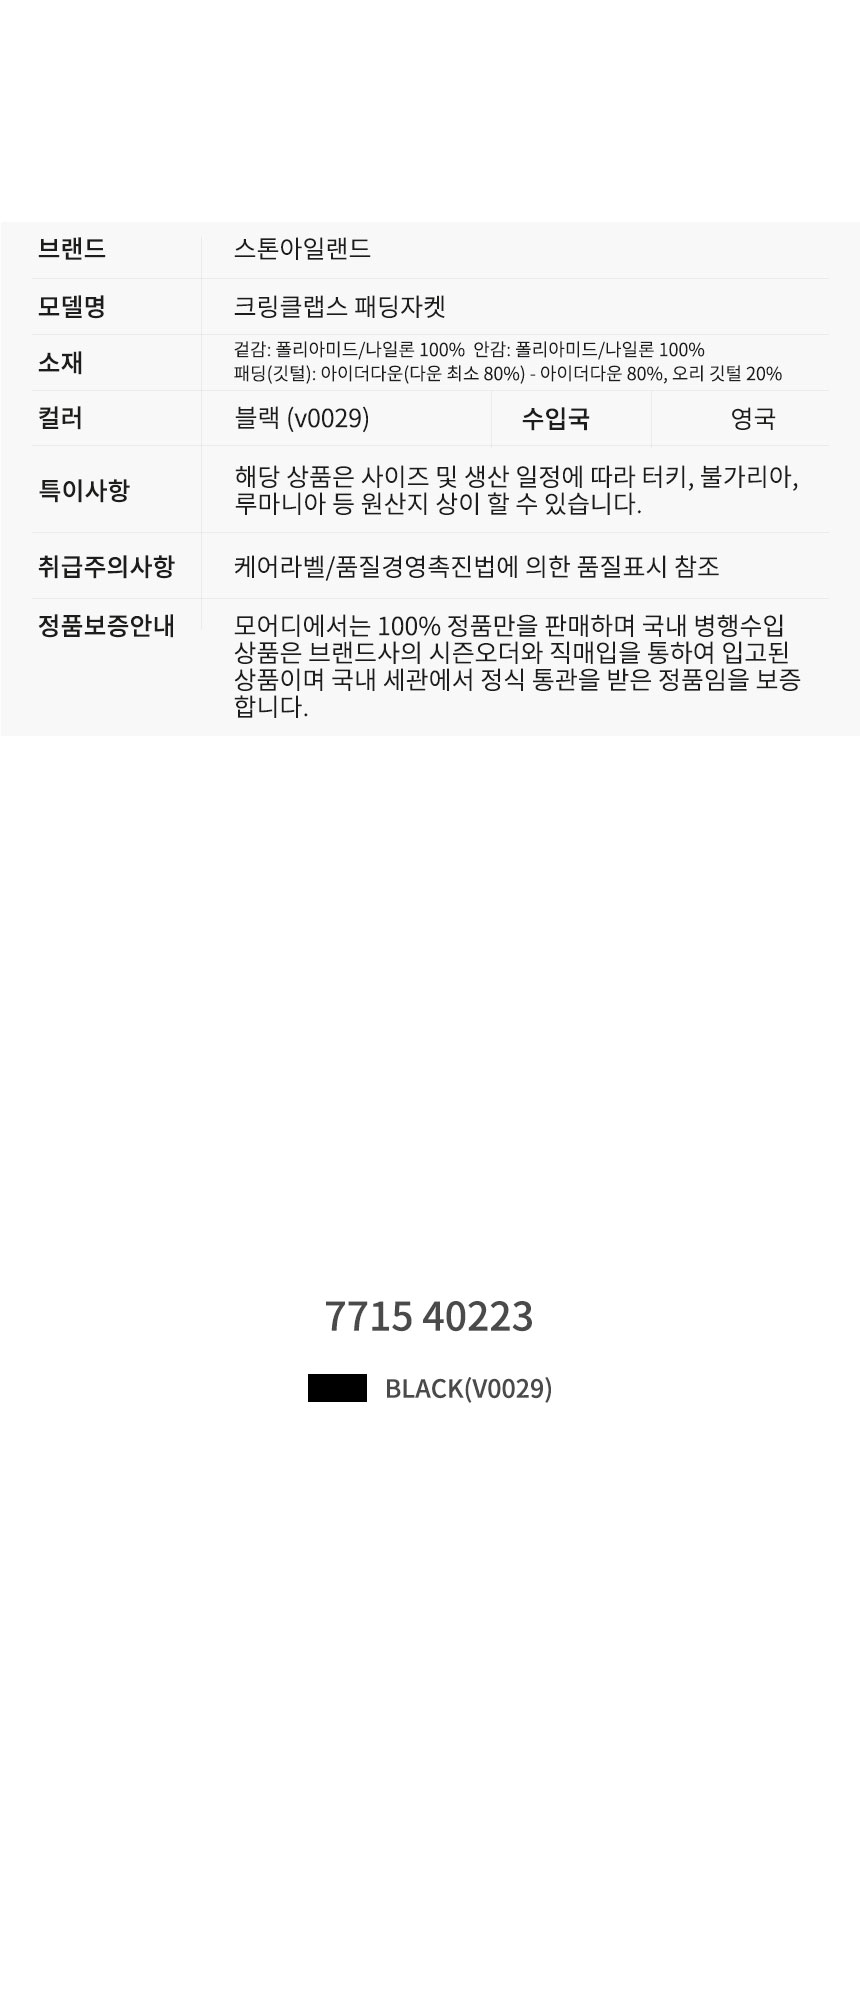 브랜드 스톤아일랜드
모델명 크링클랩스 패딩자켓
소재 겉감: 폴리아미드/나일론 100% 안감: 폴리아미드/나일론 100%
패딩(깃털): 아이더다운(다운 최소 80%) - 아이더다운 80%, 오리 깃털 20%
컬러 블랙 (v0029) 수입국 영국
특이사항 해당 상품은 사이즈 및 생산 일정에 따라 터키, 불가리아,
루마니아 등 원산지 상이 할 수 있습니다.
취급주의사항 케어라벨/품질경영촉진법에 의한 품질표시 참조
정품보증안내 모어디에서는 100% 정품만을 판매하며 국내 병행수입
상품은 브랜드사의 시즌오더와 직매입을 통하여 입고된
상품이며 국내 세관에서 정식 통관을 받은 정품임을 보증
합니다.
7715 40223
BLACK(V0029)